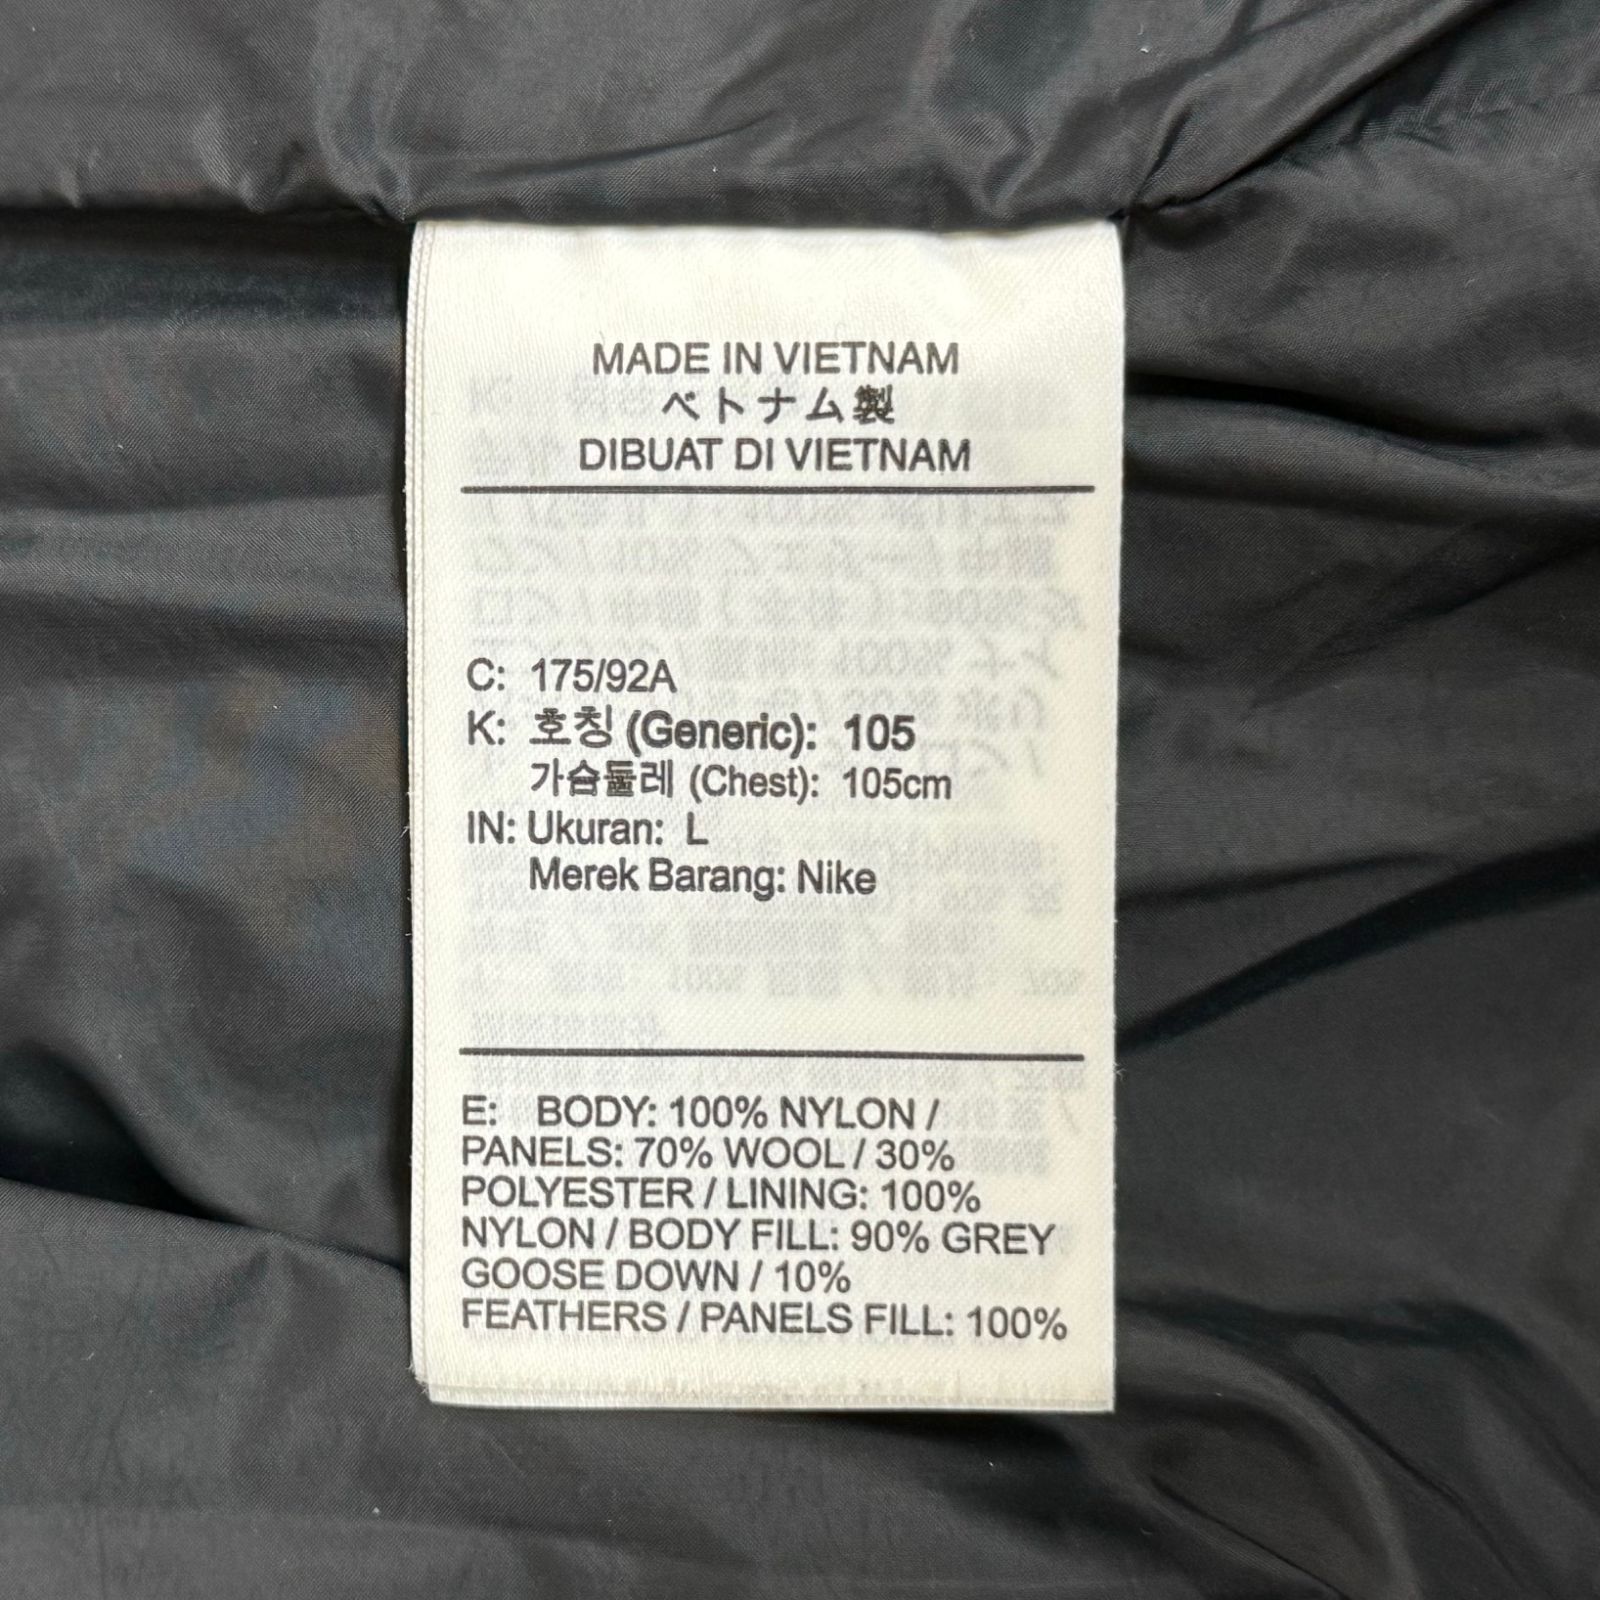 MADE IN VIETNAM
ベトナム製
DIBUAT DI VIETNAM
C: 175/92A
K: 호칭 (Generic): 105
가슴둘레 (Chest): 105cm
IN: Ukuran: L
Merek Barang: Nike
E: BODY: 100% NYLON /
PANELS: 70% WOOL / 30%
POLYESTER / LINING: 100%
NYLON / BODY FILL: 90% GREY
GOOSE DOWN / 10%
FEATHERS / PANELS FILL: 100%